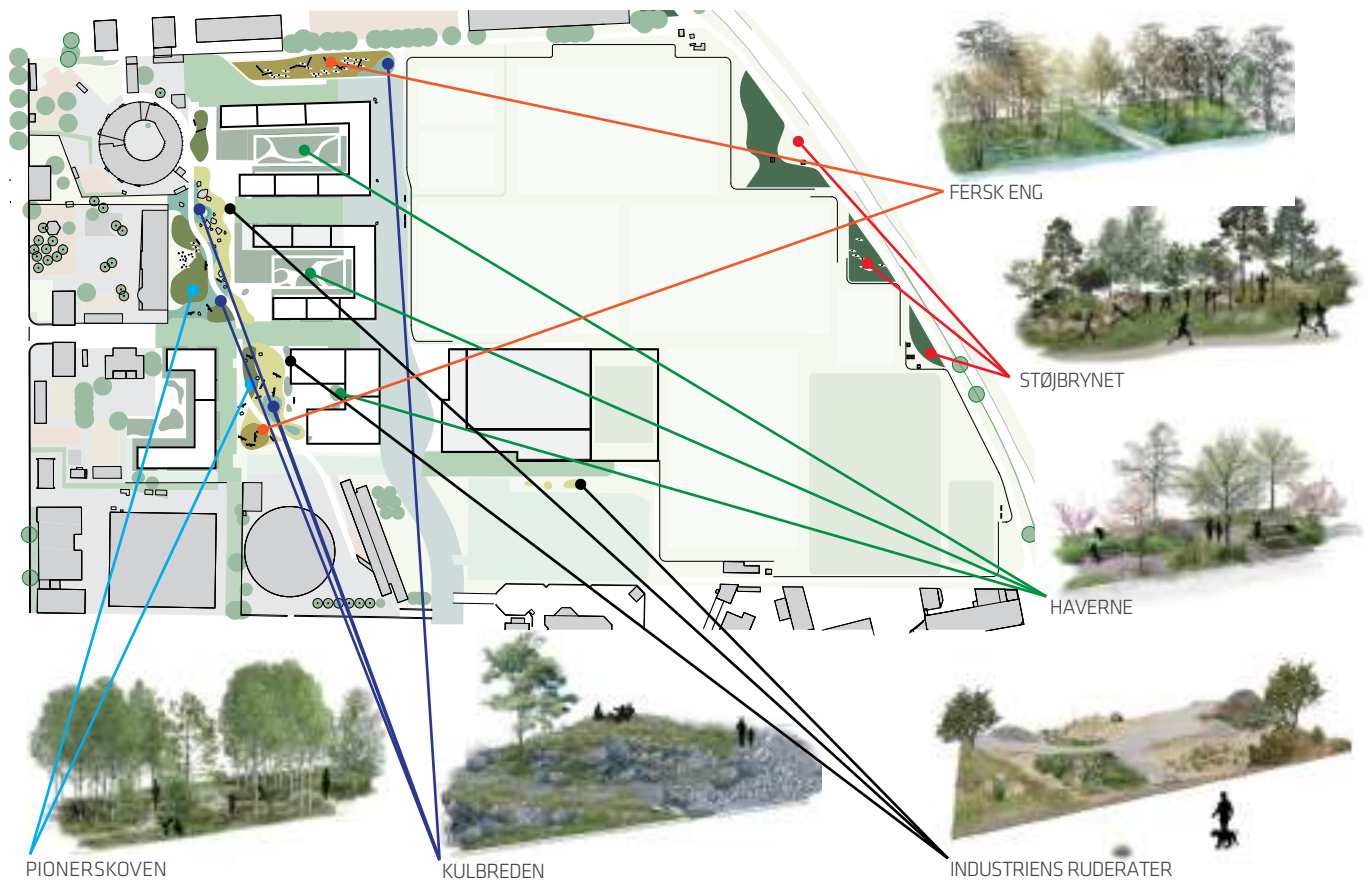 FERSK ENG
STØJBRYNET
HAVERNE
PIONERSKOVEN
KULBREDEN
INDUSTRIENS RUDERATER